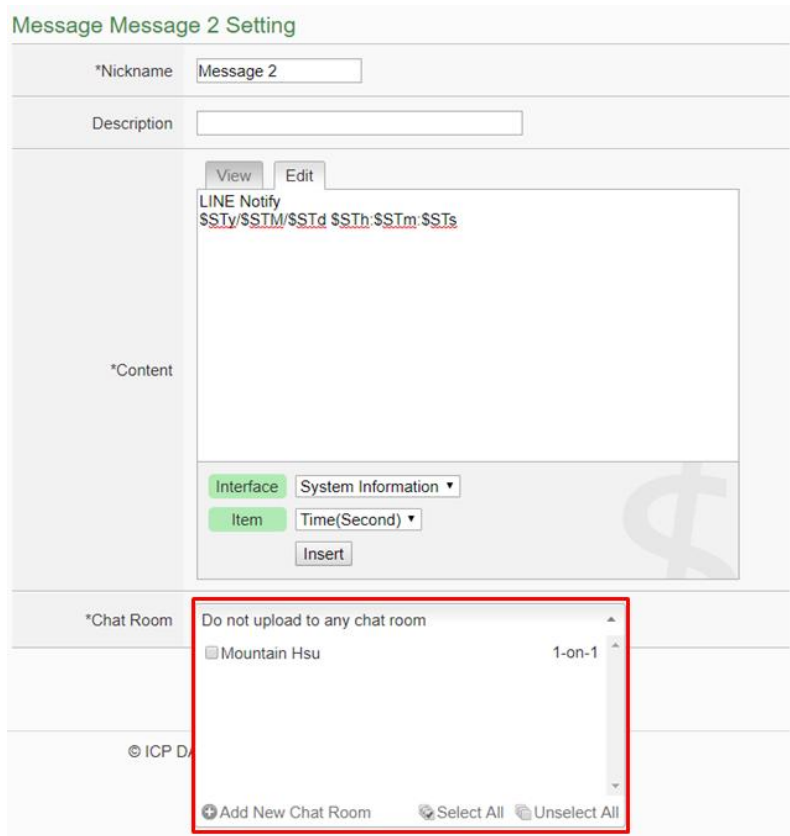 Message Message 2 Setting
*Nickname Message 2
Description
View Edit
LINE Notify
$STy/$STM/$STd $STh:$STm:$STs
*Content
Interface System Information
Item Time(Second)
Insert
$
*Chat Room Do not upload to any chat room
Mountain Hsu 1-on-1
© ICP DA
Add New Chat Room Select All Unselect All